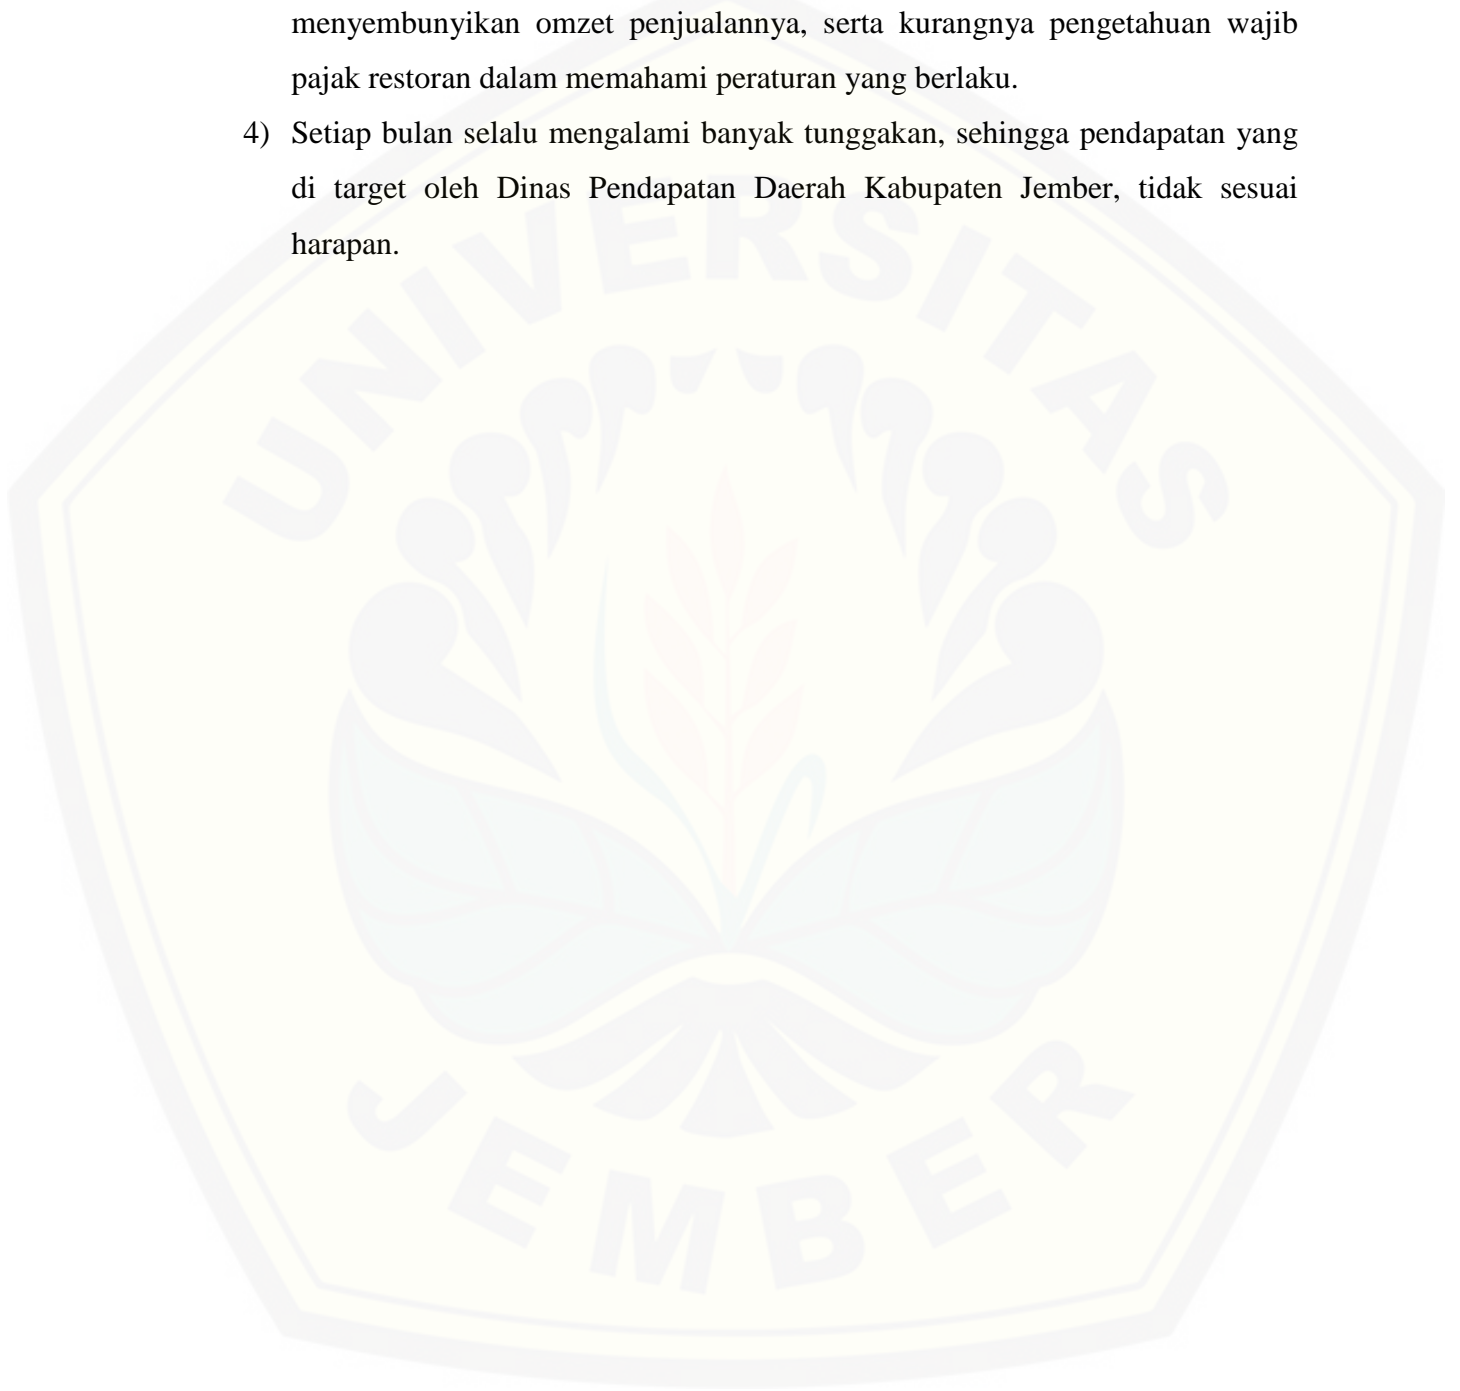 menyembunyikan omzet penjualannya, serta kurangnya pengetahuan wajib
pajak restoran dalam memahami peraturan yang berlaku.
4) Setiap bulan selalu mengalami banyak tunggakan, sehingga pendapatan yang
di target oleh Dinas Pendapatan Daerah Kabupaten Jember, tidak sesuai
harapan.
UNIVERSITAS
JEMBER